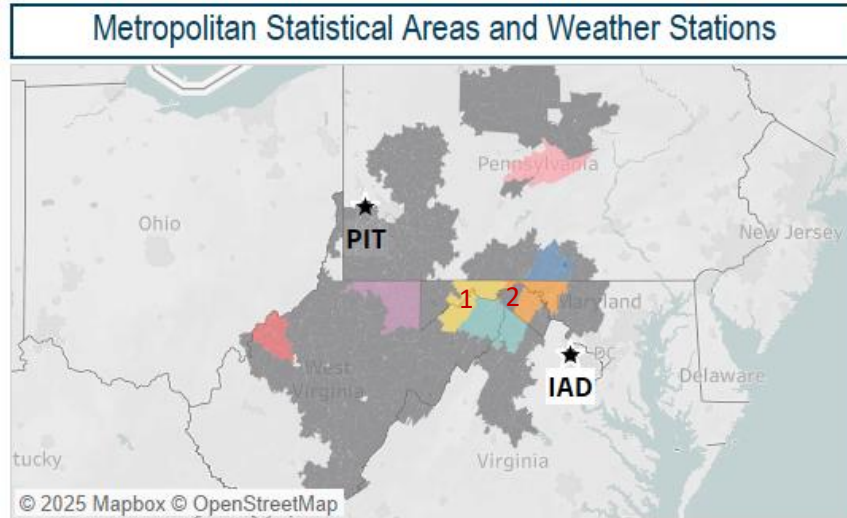 Metropolitan Statistical Areas and Weather Stations
Pennsylvania
Ohio
PIT
New Jersey
1
2
Maryland
West
Virginia
DC
IAD
Delaware
tucky
Virginia
© 2025 Mapbox © OpenStreetMap